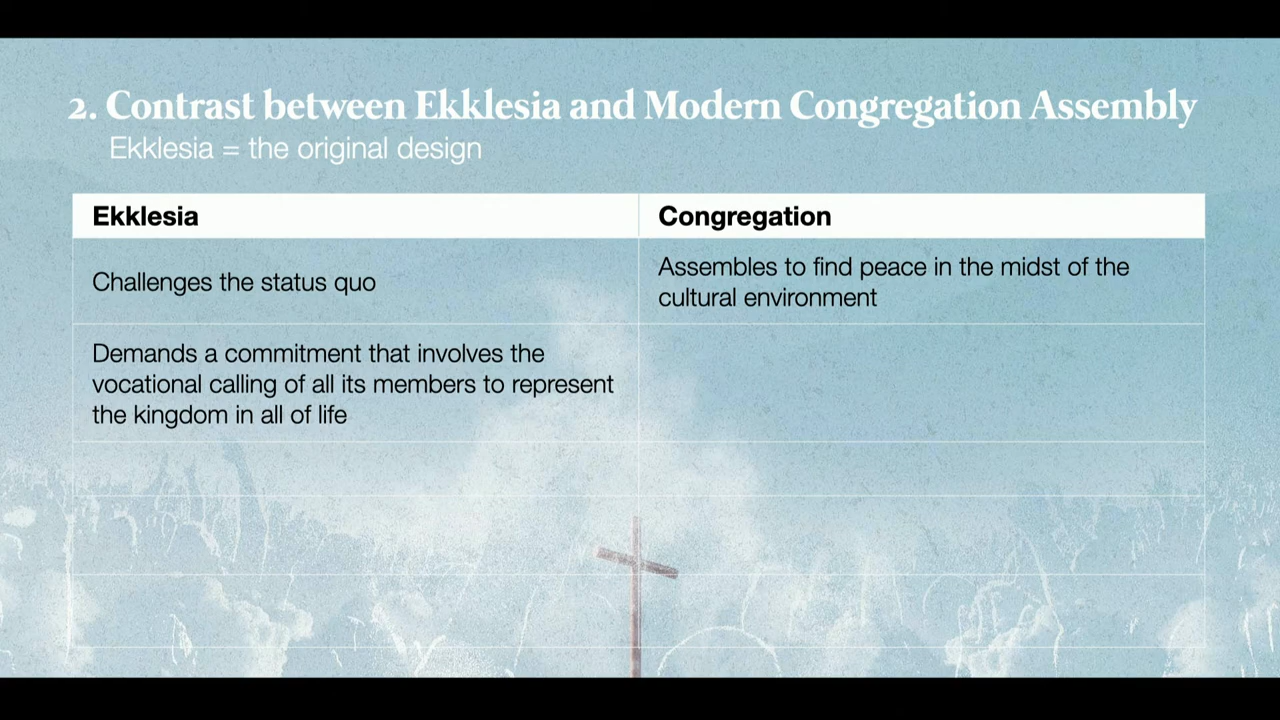 2. Contrast between Ekklesia and Modern Congregation Assembly
Ekklesia = the original design
Ekklesia
Congregation
Challenges the status quo
Assembles to find peace in the midst of the
cultural environment
Demands a commitment that involves the
vocational calling of all its members to represent
the kingdom in all of life